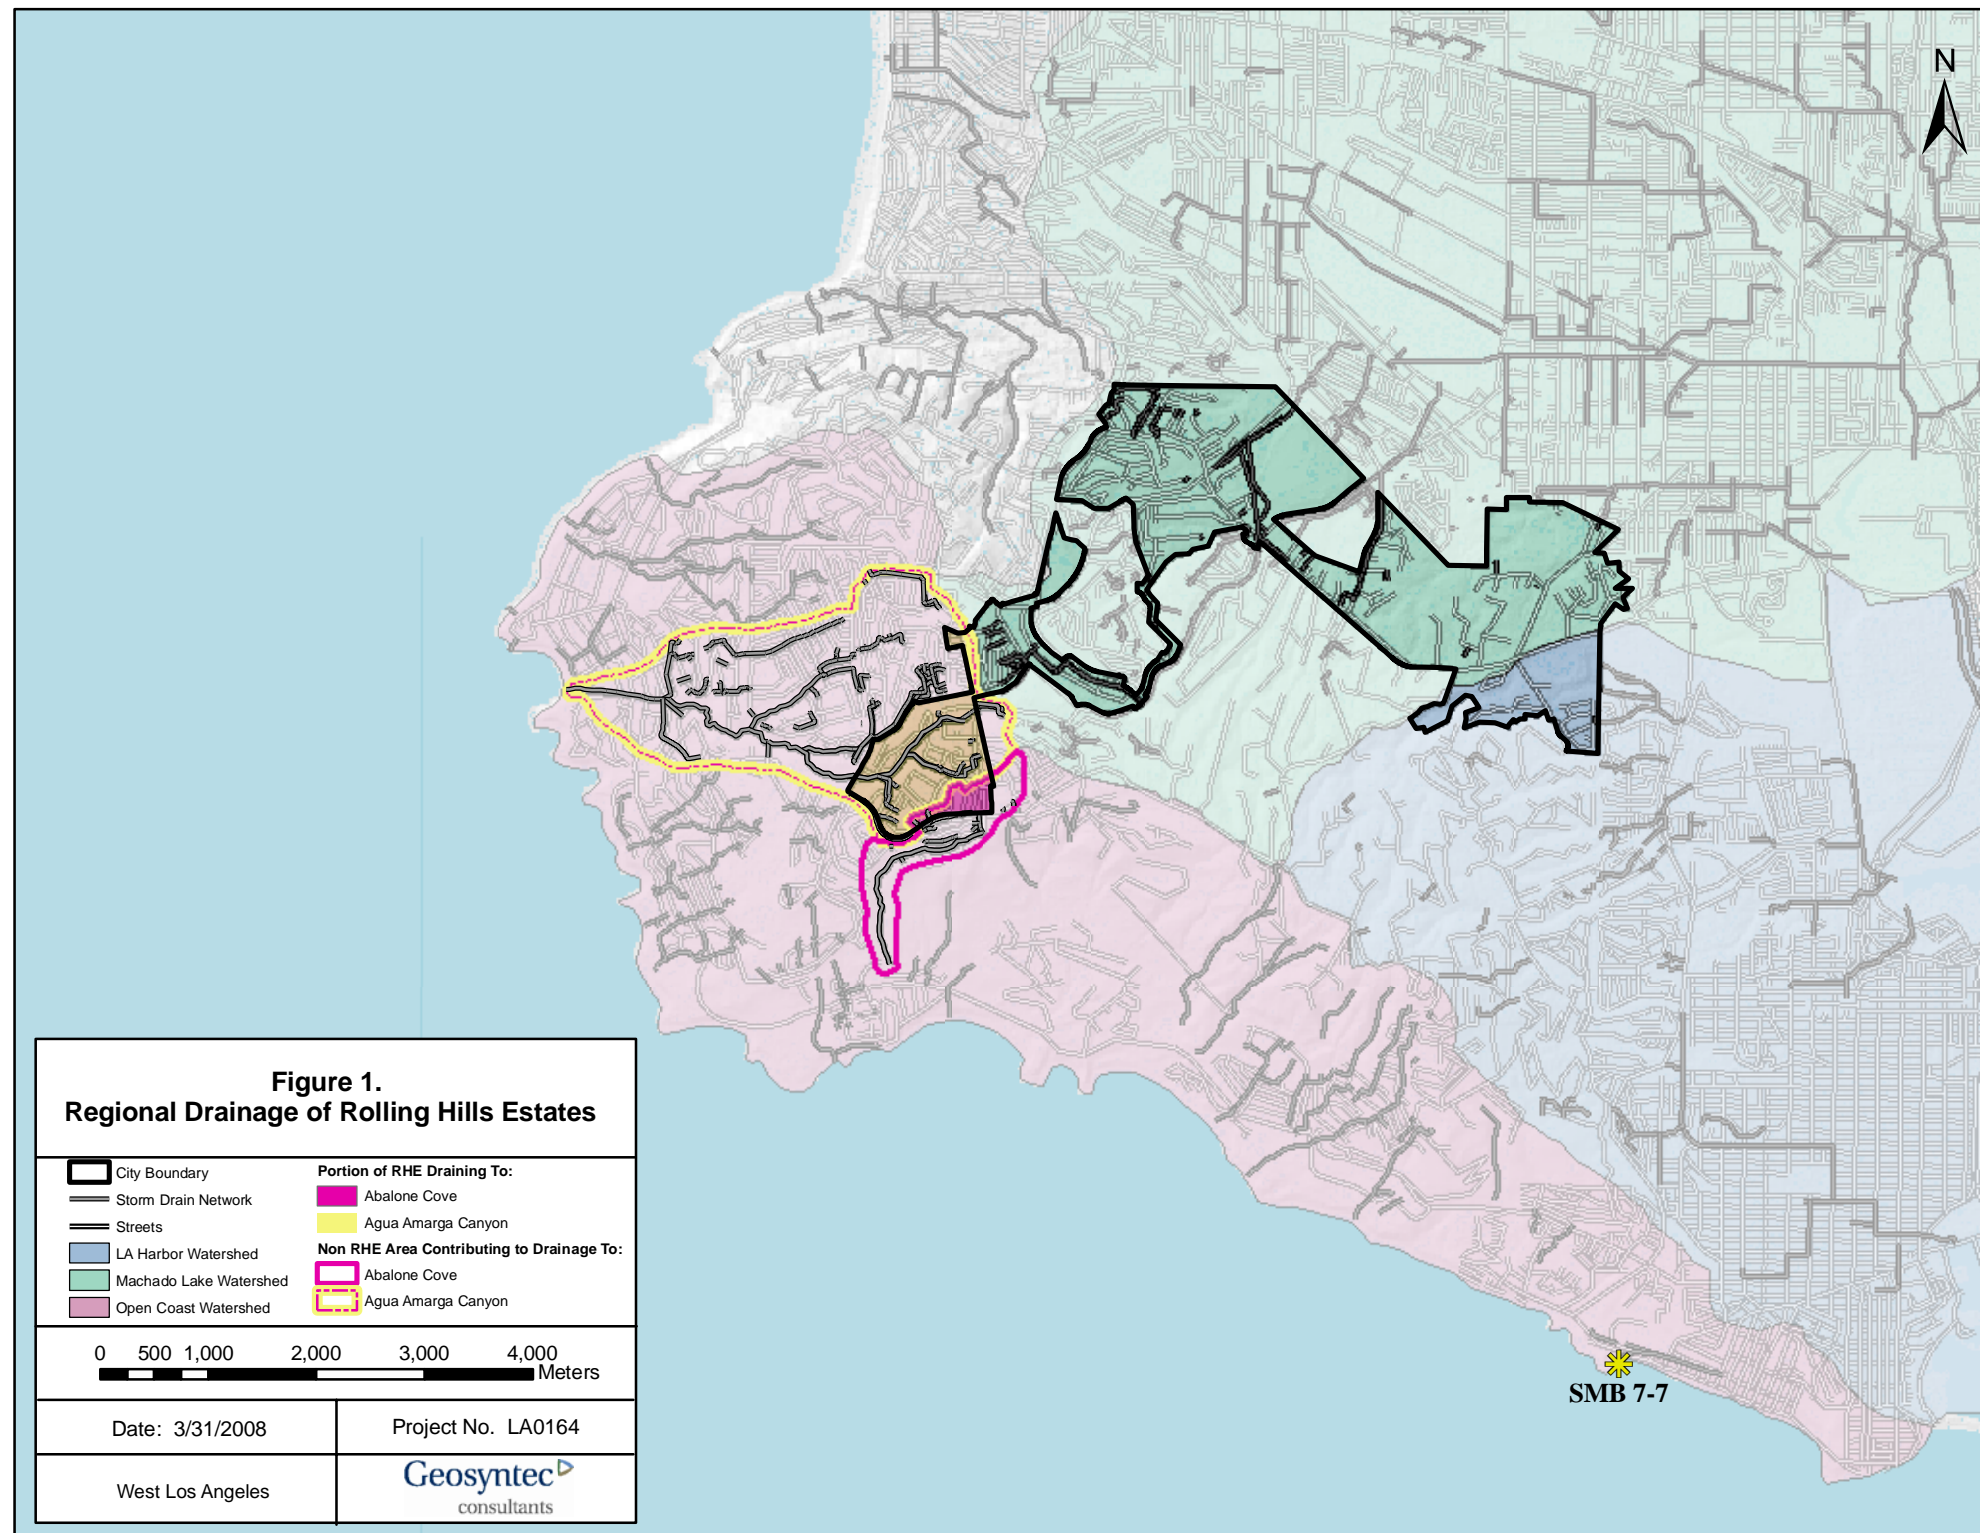 N
SMB 7-7
Figure 1.
Regional Drainage of Rolling Hills Estates
City Boundary
Storm Drain Network
Streets
LA Harbor Watershed
Machado Lake Watershed
Open Coast Watershed
Portion of RHE Draining To:
Abalone Cove
Agua Amarga Canyon
Non RHE Area Contributing to Drainage To:
Abalone Cove
Agua Amarga Canyon
0 500 1,000 2,000 3,000 4,000
Meters
Date: 3/31/2008
Project No. LA0164
West Los Angeles
Geosyntec
consultants